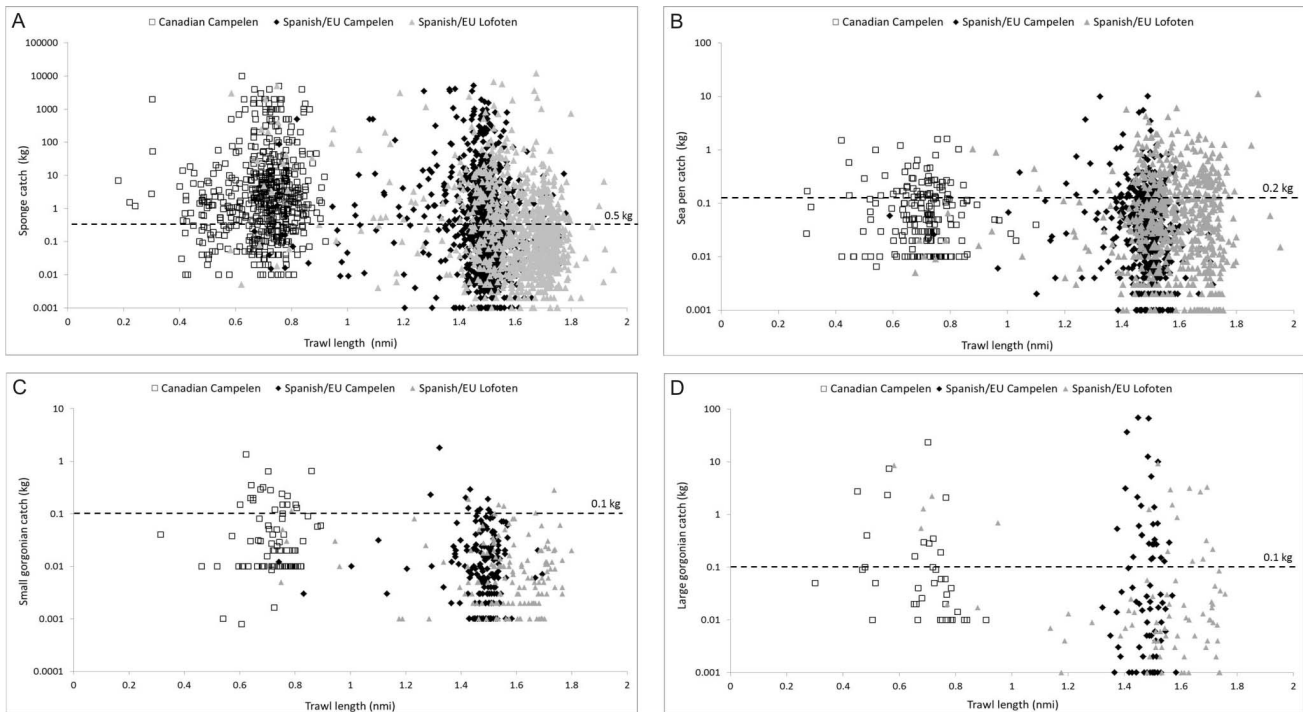 A
□ Canadian Campelen ◆ Spanish/EU Campelen ▲ Spanish/EU Lofoten
Sponge catch (kg)
100000
10000
1000
100
10
1
0.1
0.01
0.001
0.5 kg
0 0.2 0.4 0.6 0.8 1 1.2 1.4 1.6 1.8 2
Trawl length (nmi)
B
□ Canadian Campelen ◆ Spanish/EU Campelen ▲ Spanish/EU Lofoten
Sea pen catch (kg)
100
10
1
0.1
0.01
0.001
0.2 kg
0 0.2 0.4 0.6 0.8 1 1.2 1.4 1.6 1.8 2
Trawl length (nmi)
C
□ Canadian Campelen ◆ Spanish/EU Campelen ▲ Spanish/EU Lofoten
Small gorgonian catch (kg)
10
1
0.1
0.01
0.001
0.0001
0.1 kg
0 0.2 0.4 0.6 0.8 1 1.2 1.4 1.6 1.8 2
Trawl length (nmi)
D
□ Canadian Campelen ◆ Spanish/EU Campelen ▲ Spanish/EU Lofoten
Large gorgonian catch (kg)
100
10
1
0.1
0.01
0.001
0.1 kg
0 0.2 0.4 0.6 0.8 1 1.2 1.4 1.6 1.8 2
Trawl length (nmi)